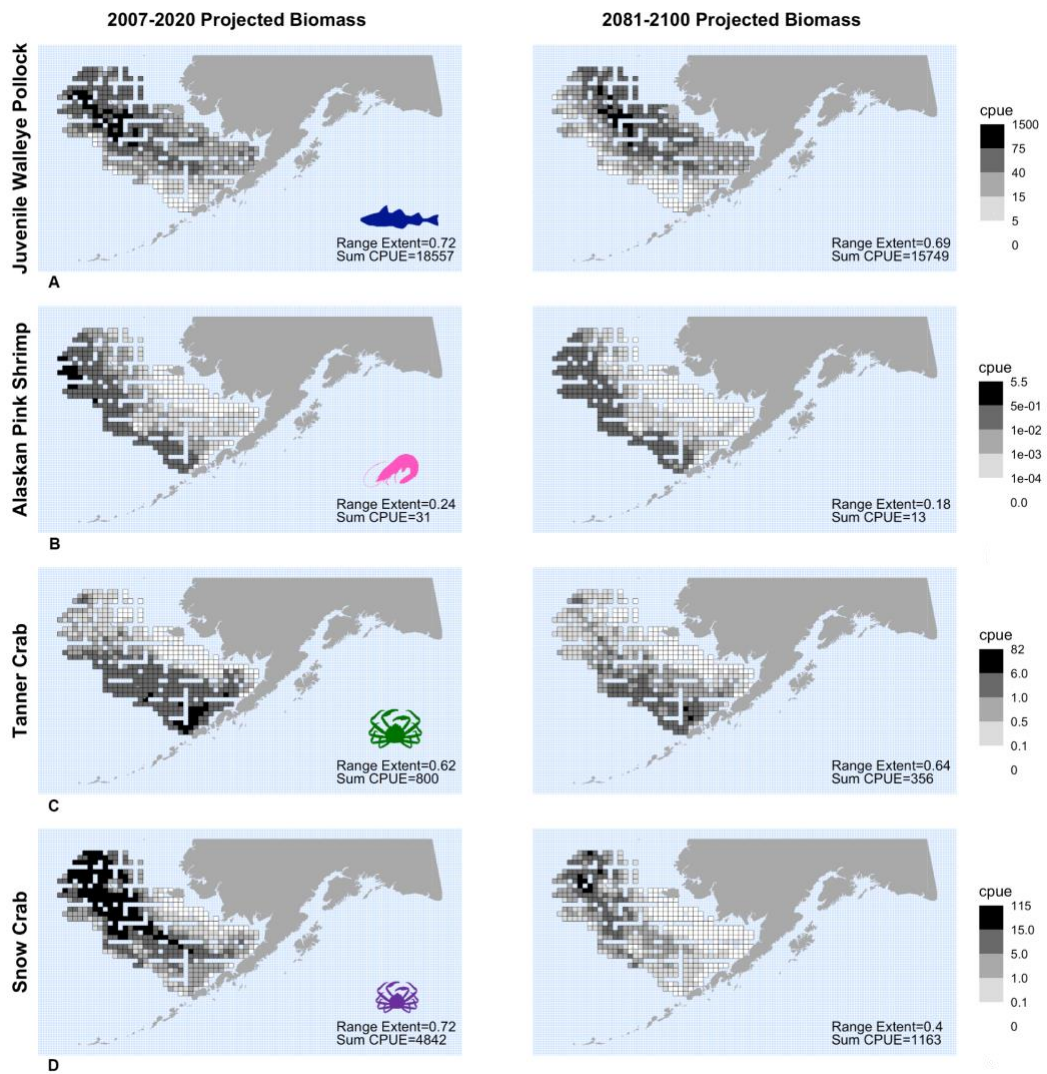 2007-2020 Projected Biomass
2081-2100 Projected Biomass
Juvenile Walleye Pollock
Range Extent=0.72
Sum CPUE=18557
Range Extent=0.69
Sum CPUE=15749
cpue
1500
75
40
15
5
0
A
Alaskan Pink Shrimp
Range Extent=0.24
Sum CPUE=31
Range Extent=0.18
Sum CPUE=13
cpue
5.5
5e-01
1e-02
1e-03
1e-04
0.0
B
Tanner Crab
Range Extent=0.62
Sum CPUE=800
Range Extent=0.64
Sum CPUE=356
cpue
82
6.0
1.0
0.5
0.1
0
C
Snow Crab
Range Extent=0.72
Sum CPUE=4842
Range Extent=0.4
Sum CPUE=1163
cpue
115
15.0
5.0
1.0
0.1
0
D